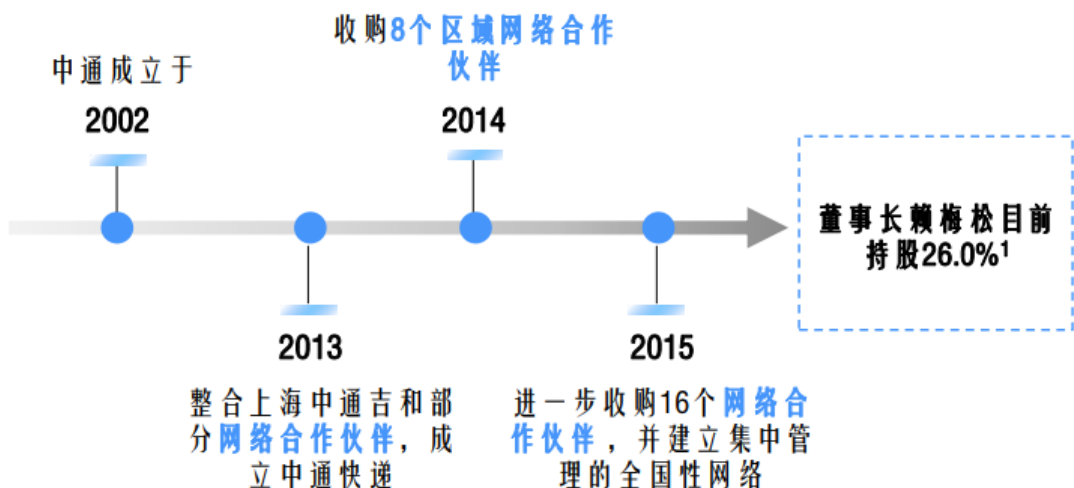 中通成立于
2002
收购8个区域网络合作
伙伴
2014
2013
整合上海中通吉和部
分网络合作伙伴，成
立中通快递
2015
进一步收购16个网络合
作伙伴，并建立集中管
理的全国性网络
董事长赖梅松目前
持股26.0%¹